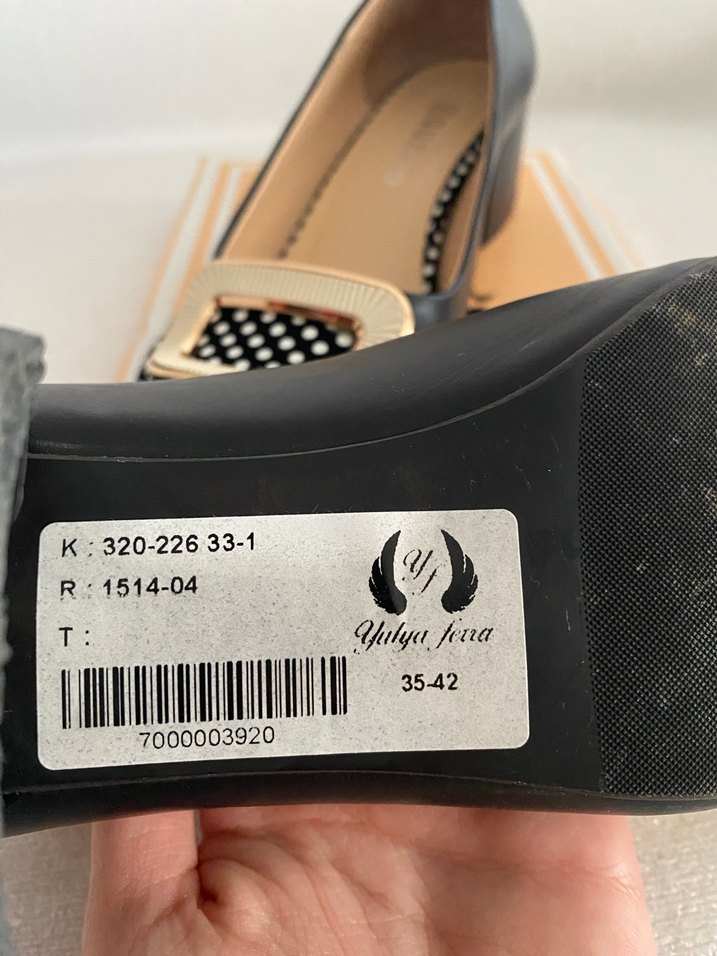 K : 320-226 33-1
R : 1514-04
T :
7000003920
Yf
Yulya ferra
35-42